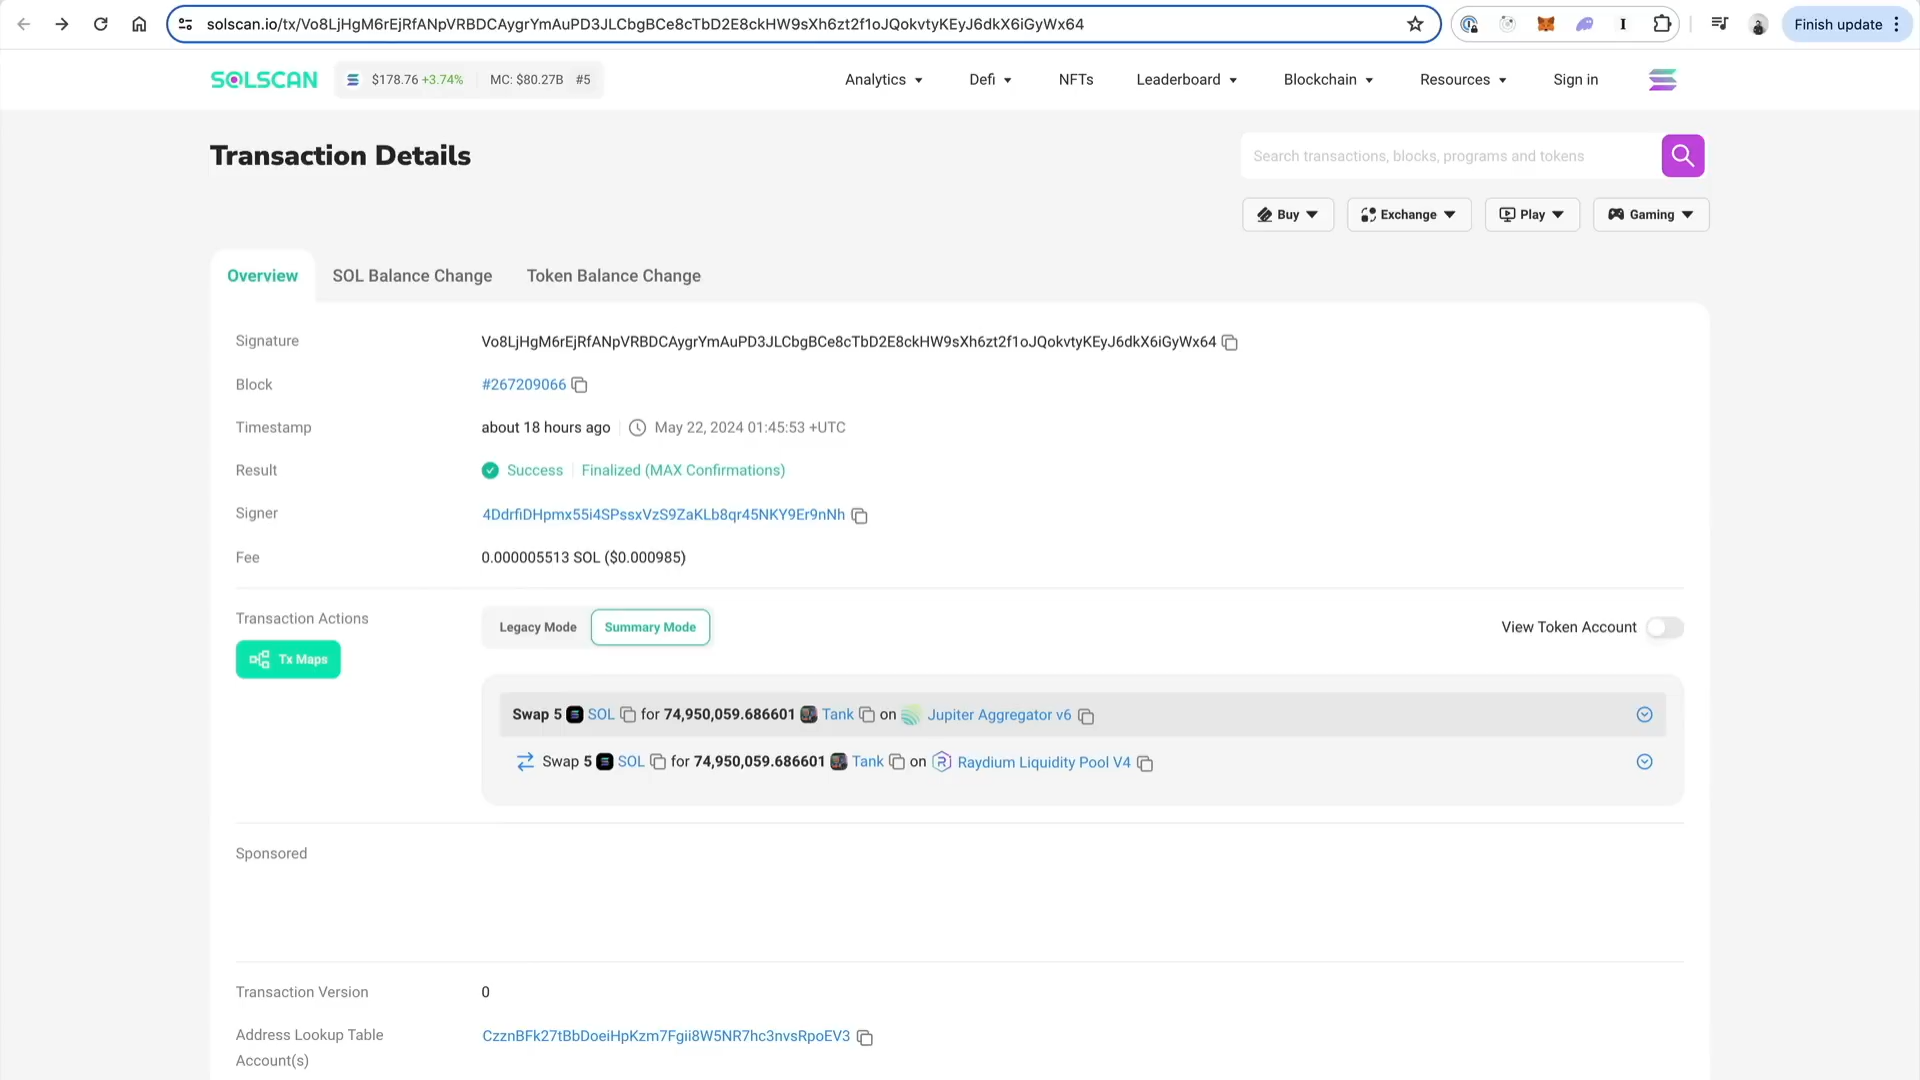 solscan.io/tx/Vo8LjHgM6rEjRfANpVRBDCAygrYmAuPD3JLCbgBCe8cTbD2E8ckHW9sXh6zt2f1oJQokvtyKEyJ6dkX6iGyWx64
Finish update
SOLSCAN $178.76 +3.74% MC: $80.27B #5 Analytics Defi NFTs Leaderboard Blockchain Resources Sign in
Transaction Details
Search transactions, blocks, programs and tokens
Buy Exchange Play Gaming
Overview SOL Balance Change Token Balance Change
Signature Vo8LjHgM6rEjRfANpVRBDCAygrYmAuPD3JLCbgBCe8cTbD2E8ckHW9sXh6zt2f1oJQokvtyKEyJ6dkX6iGyWx64
Block #267209066
Timestamp about 18 hours ago May 22, 2024 01:45:53 +UTC
Result Success Finalized (MAX Confirmations)
Signer 4DdrfiDHpmx55i4SPssxVzS9ZaKLb8qr45NKY9Er9nNh
Fee 0.000005513 SOL ($0.000985)
Transaction Actions Legacy Mode Summary Mode View Token Account
Tx Maps
Swap 5 SOL for 74,950,059.686601 Tank on Jupiter Aggregator v6
Swap 5 SOL for 74,950,059.686601 Tank on Raydium Liquidity Pool V4
Sponsored
Transaction Version 0
Address Lookup Table CzznBFk27tBbDoeiHpKzm7Fgii8W5NR7hc3nvsRpoEV3
Account(s)